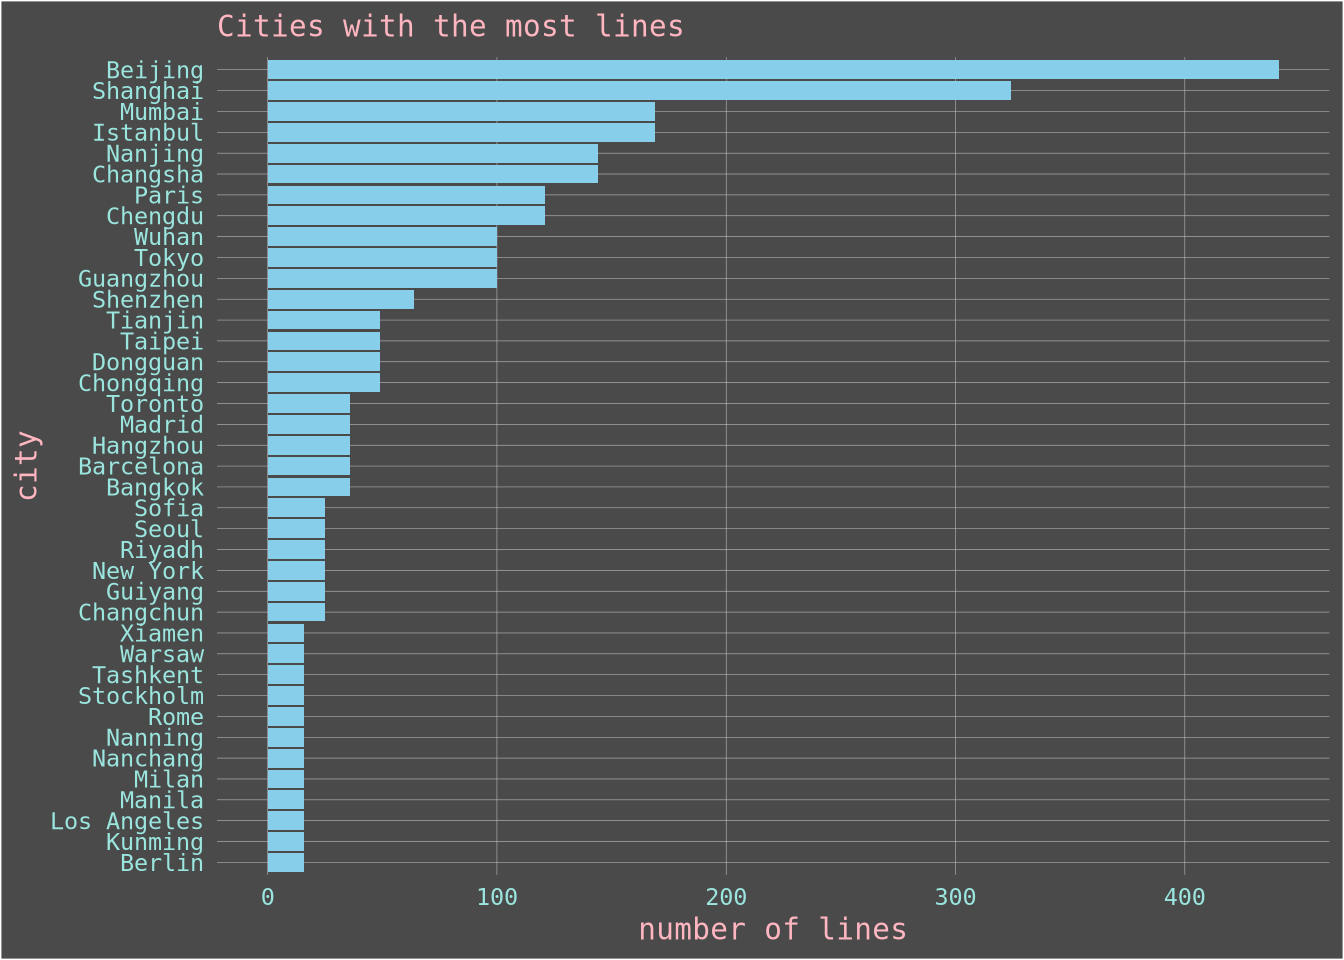 Cities with the most lines
Beijing
Shanghai
Mumbai
Istanbul
Nanjing
Changsha
Paris
Chengdu
Wuhan
Tokyo
Guangzhou
Shenzhen
Tianjin
Taipei
Dongguan
Chongqing
Toronto
Madrid
Hangzhou
Barcelona
Bangkok
Sofia
Seoul
Riyadh
New York
Guiyang
Changchun
Xiamen
Warsaw
Tashkent
Stockholm
Rome
Nanning
Nanchang
Milan
Manila
Los Angeles
Kunming
Berlin
city
0 100 200 300 400
number of lines